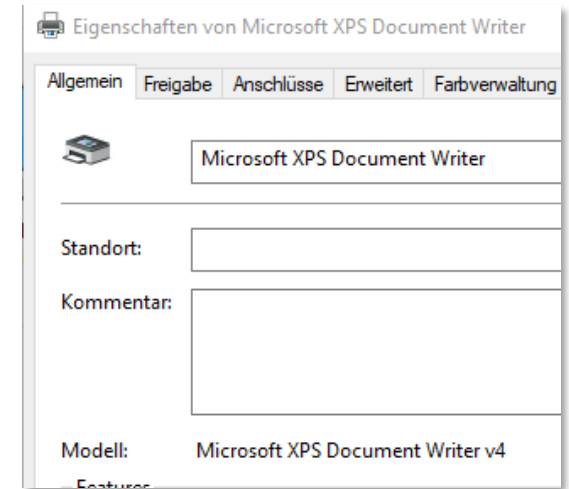 Eigenschaften von Microsoft XPS Document Writer
Allgemein Freigabe Anschlüsse Erweitert Farbverwaltung
Microsoft XPS Document Writer
Standort:
Kommentar:
Modell: Microsoft XPS Document Writer v4
Features